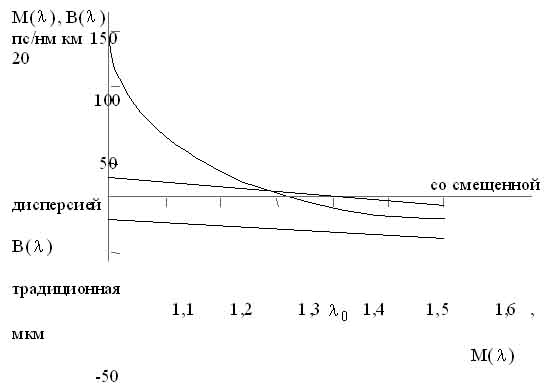 M(λ), B(λ)
пс/нм км 150
20
100
50
со смещенной
дисперсией
B(λ)
традиционная
1,1 1,2 1,3 λ0 1,4 1,5 1,6 ,
мкм
M(λ)
-50